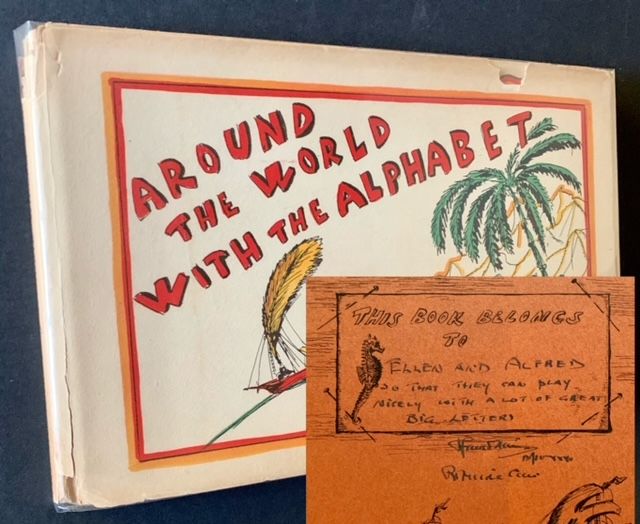 AROUND
THE WORLD
WITH THE ALPHABET
THIS BOOK BELONGS
TO
ELLEN AND ALFRED
SO THAT THEY CAN PLAY
NICELY WITH A LOT OF GREAT
BIG LETTERS